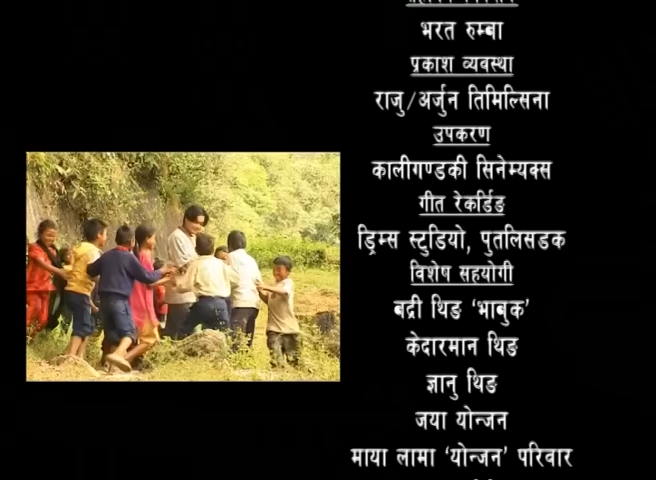 भरत रुम्बा
प्रकाश व्यवस्था
राजु/अर्जुन तिमिल्सिना
उपकरण
कालीगण्डकी सिनेम्यक्स
गीत रेकर्डिङ
ड्रिम्स स्टुडियो, पुतलिसडक
विशेष सहयोगी
बद्री थिङ 'भाबुक'
केदारमान थिङ
ज्ञानु थिङ
जया योन्जन
माया लामा 'योन्जन' परिवार